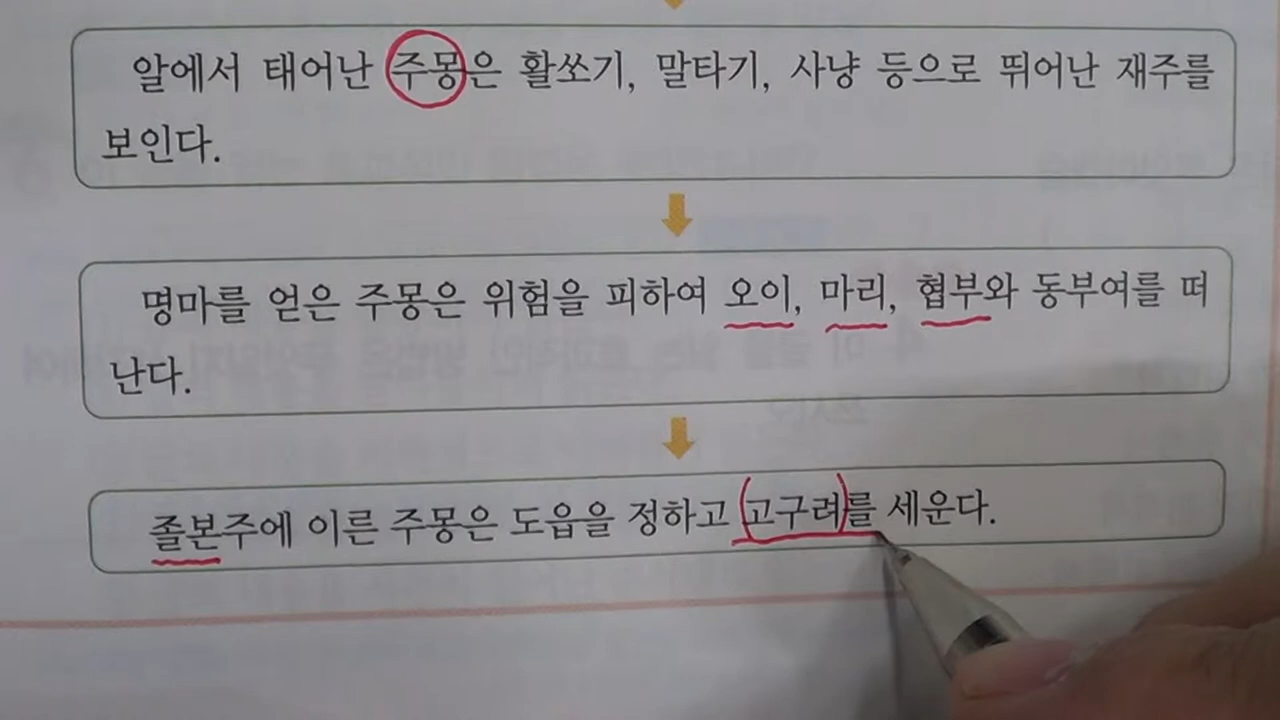 알에서 태어난 주몽은 활쏘기, 말타기, 사냥 등으로 뛰어난 재주를
보인다.
명마를 얻은 주몽은 위험을 피하여 오이, 마리, 협부와 동부여를 떠
난다.
졸본주에 이른 주몽은 도읍을 정하고 고구려를 세운다.